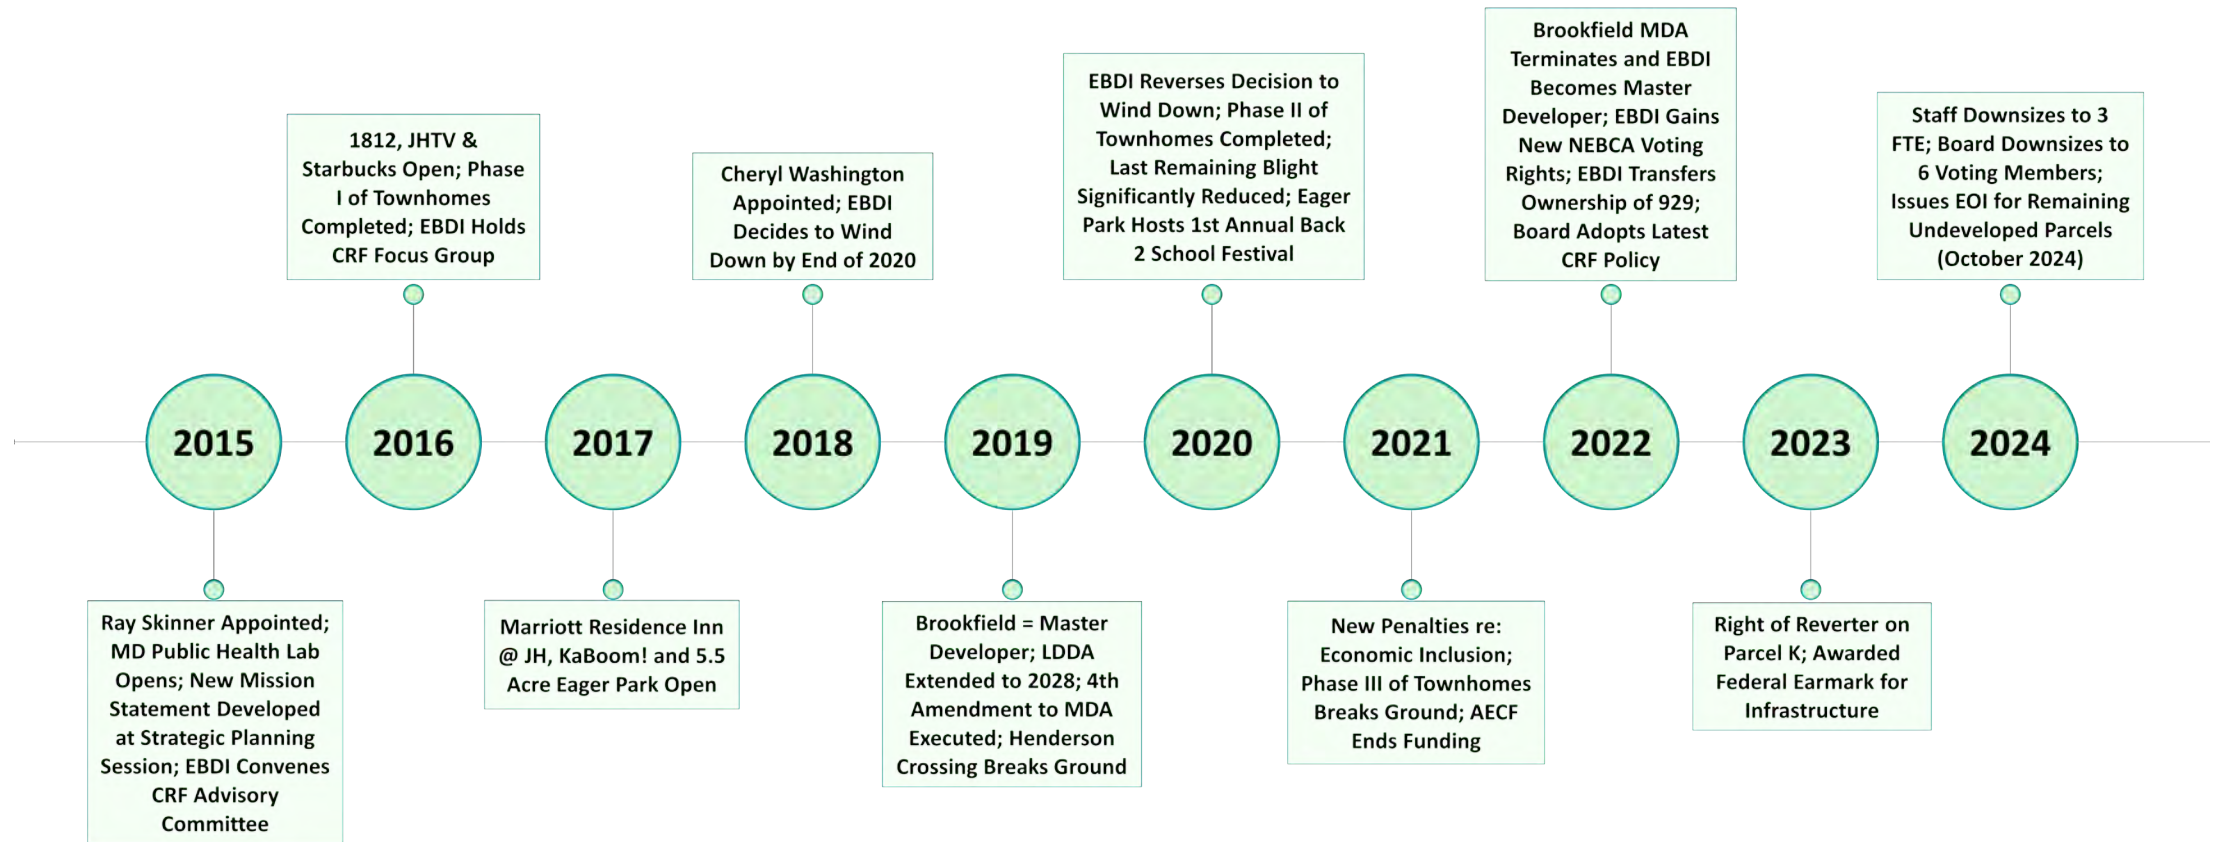 Brookfield MDA
Terminates and EBDI
Becomes Master
Developer; EBDI Gains
New NEBCA Voting
Rights; EBDI Transfers
Ownership of 929;
Board Adopts Latest
CRF Policy
EBDI Reverses Decision to
Wind Down; Phase II of
Townhomes Completed;
Last Remaining Blight
Significantly Reduced; Eager
Park Hosts 1st Annual Back
2 School Festival
Staff Downsizes to 3
FTE; Board Downsizes to
6 Voting Members;
Issues EOI for Remaining
Undeveloped Parcels
(October 2024)
1812, JHTV &
Starbucks Open; Phase
I of Townhomes
Completed; EBDI Holds
CRF Focus Group
Cheryl Washington
Appointed; EBDI
Decides to Wind
Down by End of 2020
2015
2016
2017
2018
2019
2020
2021
2022
2023
2024
Ray Skinner Appointed;
MD Public Health Lab
Opens; New Mission
Statement Developed
at Strategic Planning
Session; EBDI Convenes
CRF Advisory
Committee
Marriott Residence Inn
@ JH, KaBoom! and 5.5
Acre Eager Park Open
Brookfield = Master
Developer; LDDA
Extended to 2028; 4th
Amendment to MDA
Executed; Henderson
Crossing Breaks Ground
New Penalties re:
Economic Inclusion;
Phase III of Townhomes
Breaks Ground; AECF
Ends Funding
Right of Reverter on
Parcel K; Awarded
Federal Earmark for
Infrastructure